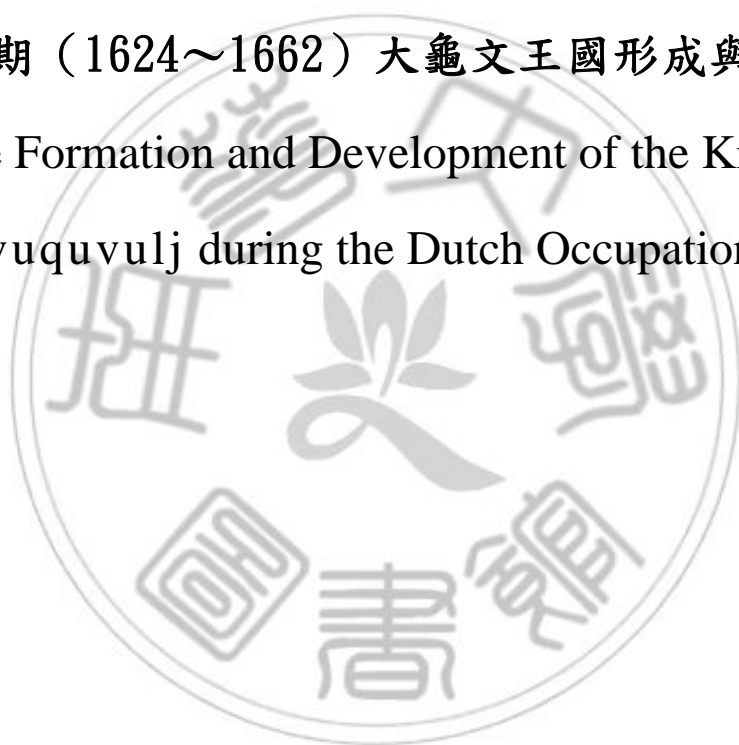 期（1624～1662）大龜文王國形成與
Formation and Development of the
vuquvulj during the Dutch Occupation
書